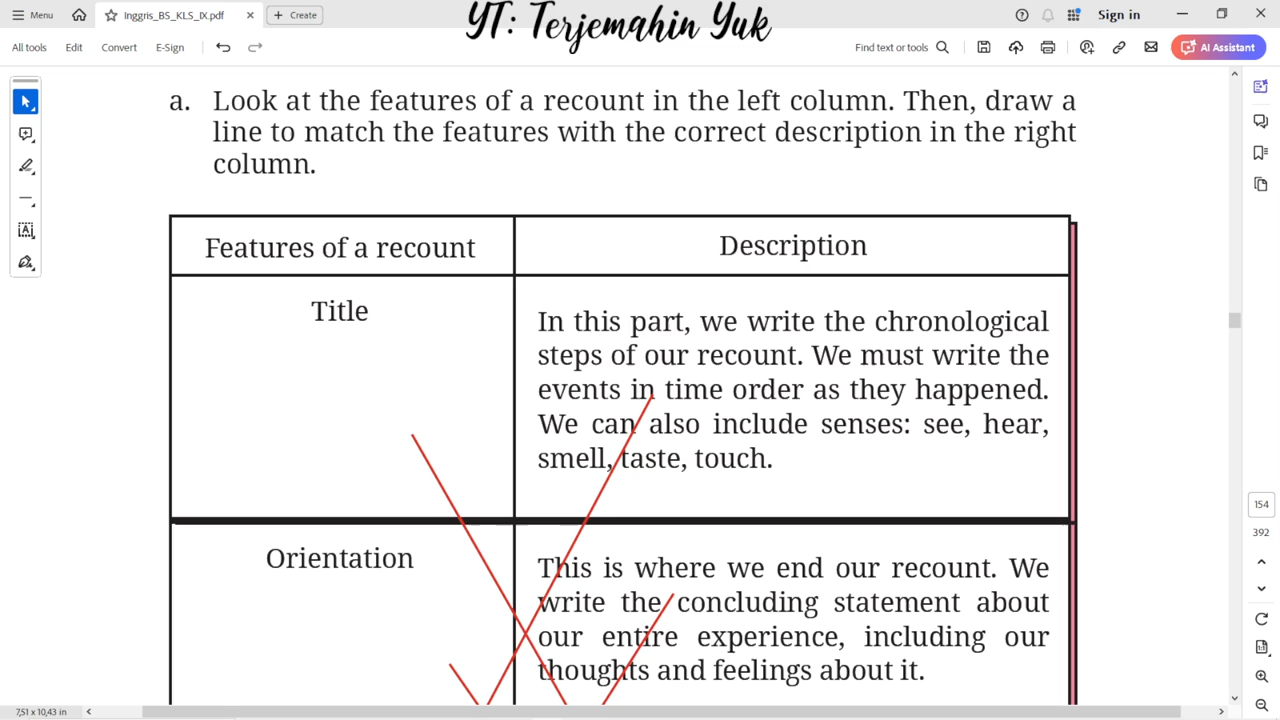 Menu
Inggris_BS_KLS_IX.pdf
Create
YT: Terjemahin Yuk
Sign in
All tools
Edit
Convert
E-Sign
Find text or tools
AI Assistant
a. Look at the features of a recount in the left column. Then, draw a
line to match the features with the correct description in the right
column.
Features of a recount
Description
Title
In this part, we write the chronological
steps of our recount. We must write the
events in time order as they happened.
We can also include senses: see, hear,
smell, taste, touch.
Orientation
This is where we end our recount. We
write the concluding statement about
our entire experience, including our
thoughts and feelings about it.
154
392
7,51 x 10,43 in